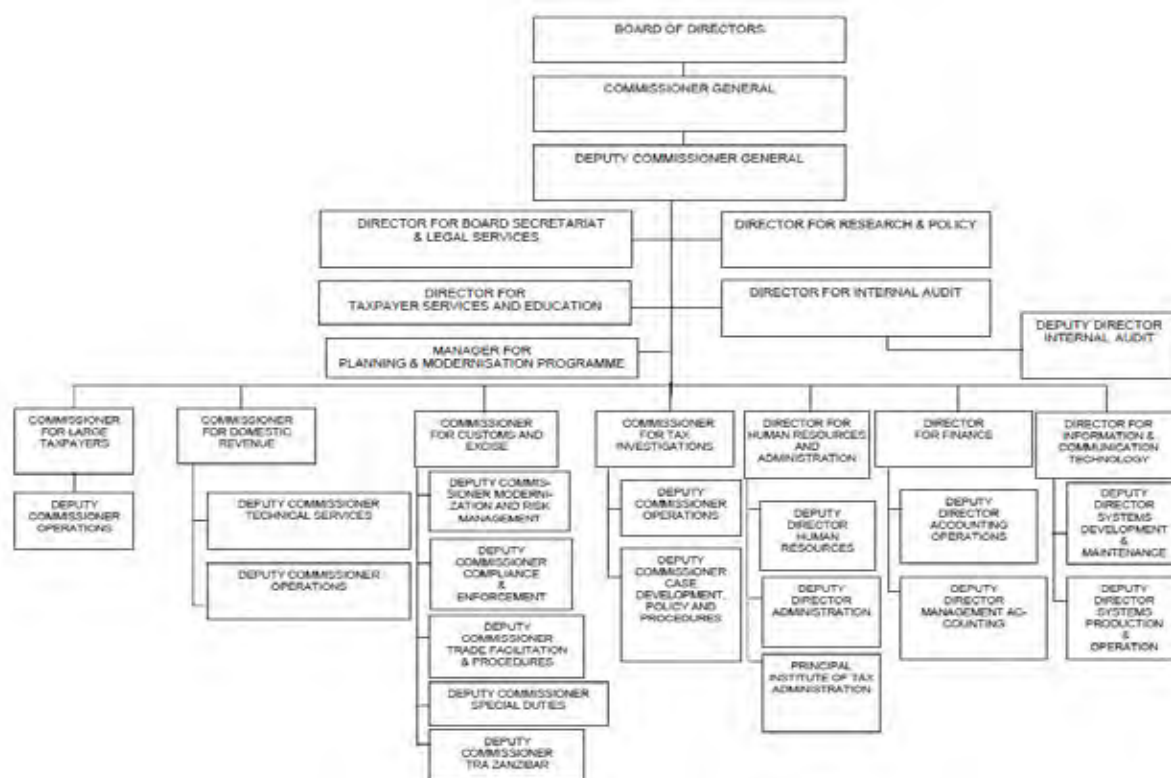 BOARD OF DIRECTORS
COMMISSIONER GENERAL
DEPUTY COMMISSIONER GENERAL
DIRECTOR FOR BOARD SECRETARIAT
& LEGAL SERVICES
DIRECTOR FOR RESEARCH & POLICY
DIRECTOR FOR
TAXPAYER SERVICES AND EDUCATION
DIRECTOR FOR INTERNAL AUDIT
DEPUTY DIRECTOR
INTERNAL AUDIT
MANAGER FOR
PLANNING & MODERNISATION PROGRAMME
COMMISSIONER
FOR LARGE
TAXPAYERS
DEPUTY
COMMISSIONER
OPERATIONS
COMMISSIONER
FOR DOMESTIC
REVENUE
DEPUTY COMMISSIONER
TECHNICAL SERVICES
DEPUTY COMMISSIONER
OPERATIONS
COMMISSIONER
FOR CUSTOMS AND
EXCISE
DEPUTY COMMIS-
SIONER MODERNI-
ZATION AND RISK
MANAGEMENT
DEPUTY
COMMISSIONER
COMPLIANCE
&
ENFORCEMENT
DEPUTY
COMMISSIONER
TRADE FACILITATION
& PROCEDURES
DEPUTY COMMISSIONER
SPECIAL DUTIES
DEPUTY
COMMISSIONER
TRA ZANZIBAR
COMMISSIONER
FOR TAX
INVESTIGATIONS
DEPUTY
COMMISSIONER
OPERATIONS
DEPUTY
COMMISSIONER
CASE
DEVELOPMENT,
POLICY AND
PROCEDURES
DIRECTOR FOR
HUMAN RESOURCES
AND
ADMINISTRATION
DEPUTY
DIRECTOR
HUMAN
RESOURCES
DEPUTY
DIRECTOR
ADMINISTRATION
PRINCIPAL
INSTITUTE OF TAX
ADMINISTRATION
DIRECTOR
FOR FINANCE
DEPUTY
DIRECTOR
ACCOUNTING
OPERATIONS
DEPUTY
DIRECTOR
MANAGEMENT AC-
COUNTING
DIRECTOR FOR
INFORMATION &
COMMUNICATION
TECHNOLOGY
DEPUTY
DIRECTOR
SYSTEMS
DEVELOPMENT
&
MAINTENANCE
DEPUTY
DIRECTOR
SYSTEMS
PRODUCTION
&
OPERATION